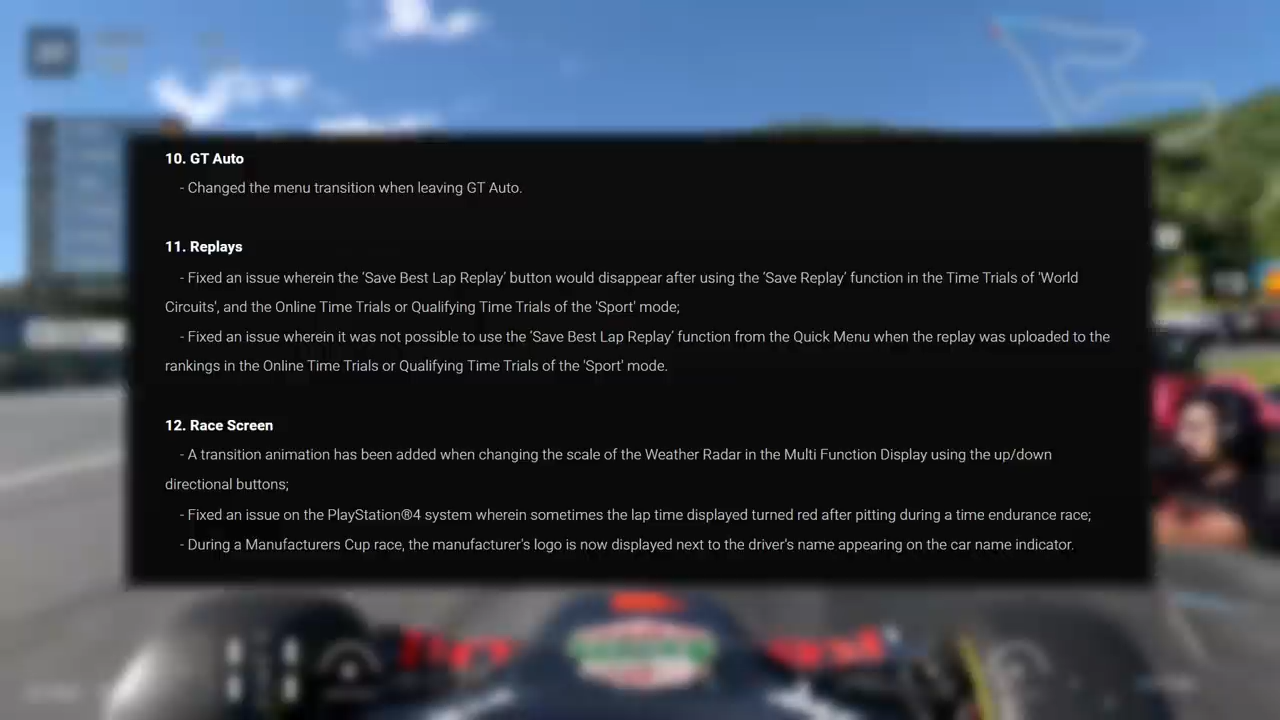 10. GT Auto
- Changed the menu transition when leaving GT Auto.
11. Replays
- Fixed an issue wherein the ‘Save Best Lap Replay’ button would disappear after using the ‘Save Replay’ function in the Time Trials of 'World
Circuits', and the Online Time Trials or Qualifying Time Trials of the 'Sport' mode;
- Fixed an issue wherein it was not possible to use the ‘Save Best Lap Replay’ function from the Quick Menu when the replay was uploaded to the
rankings in the Online Time Trials or Qualifying Time Trials of the 'Sport' mode.
12. Race Screen
- A transition animation has been added when changing the scale of the Weather Radar in the Multi Function Display using the up/down
directional buttons;
- Fixed an issue on the PlayStation®4 system wherein sometimes the lap time displayed turned red after pitting during a time endurance race;
- During a Manufacturers Cup race, the manufacturer's logo is now displayed next to the driver's name appearing on the car name indicator.